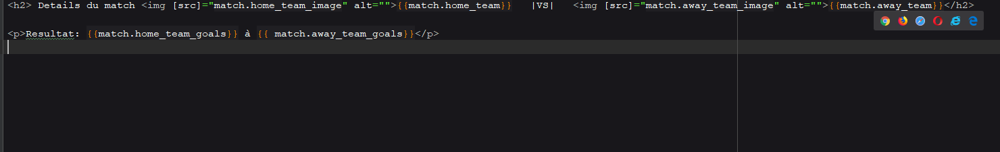 <h2> Details du match <img [src]="match.home_team_image" alt="">{{match.home_team}}   |VS|   <img [src]="match.away_team_image" alt="">{{match.away_team}}</h2>
<p>Resultat: {{match.home_team_goals}} à {{ match.away_team_goals}}</p>